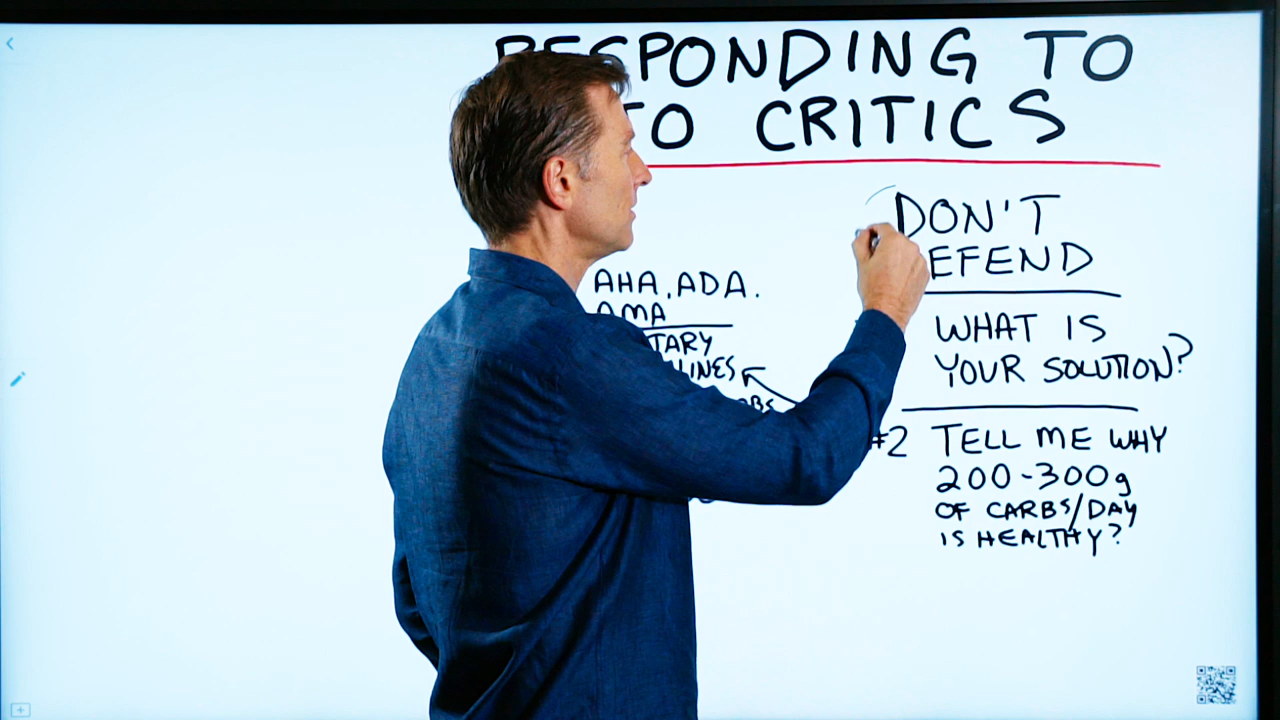 RESPONDING TO
TO CRITICS
DON'T
DEFEND
AHA, ADA.
AMA
WHAT IS
YOUR SOLUTION?
#2 TELL ME WHY
200-300g
OF CARBS/DAY
IS HEALTHY?